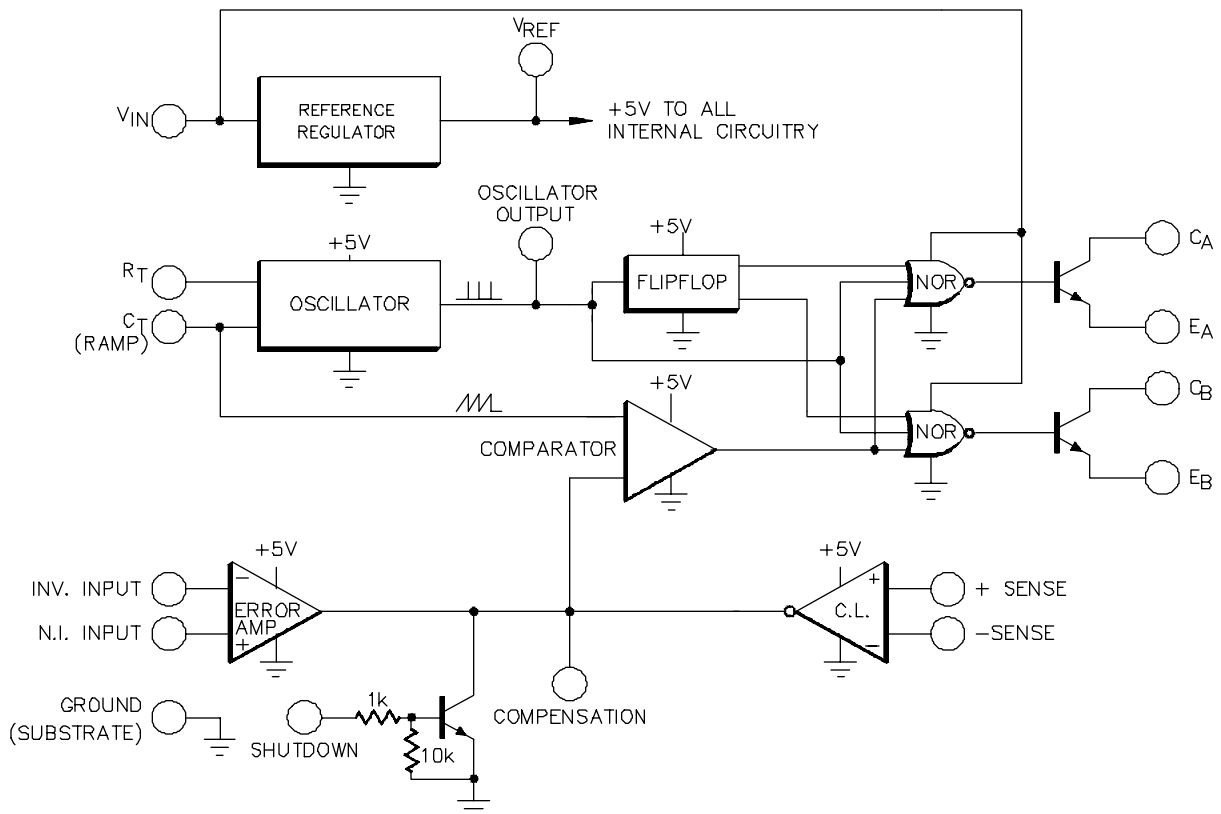 VREF
VIN
REFERENCE
REGULATOR
+5V TO ALL
INTERNAL CIRCUITRY
OSCILLATOR
OUTPUT
+5V
+5V
RT
CT
(RAMP)
OSCILLATOR
FLIPFLOP
NOR
CA
EA
+5V
COMPARATOR
NOR
CB
EB
+5V
INV. INPUT
N.I. INPUT
−
ERROR
AMP
+
+5V
+
C.L.
−
+ SENSE
−SENSE
GROUND
(SUBSTRATE)
SHUTDOWN
1k
10k
COMPENSATION